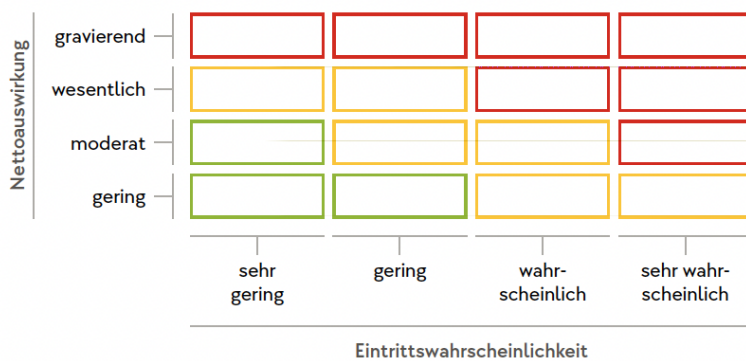 Nettoauswirkung
gravierend
wesentlich
moderat
gering
sehr
gering
gering
wahr-
scheinlich
sehr wahr-
scheinlich
Eintrittswahrscheinlichkeit